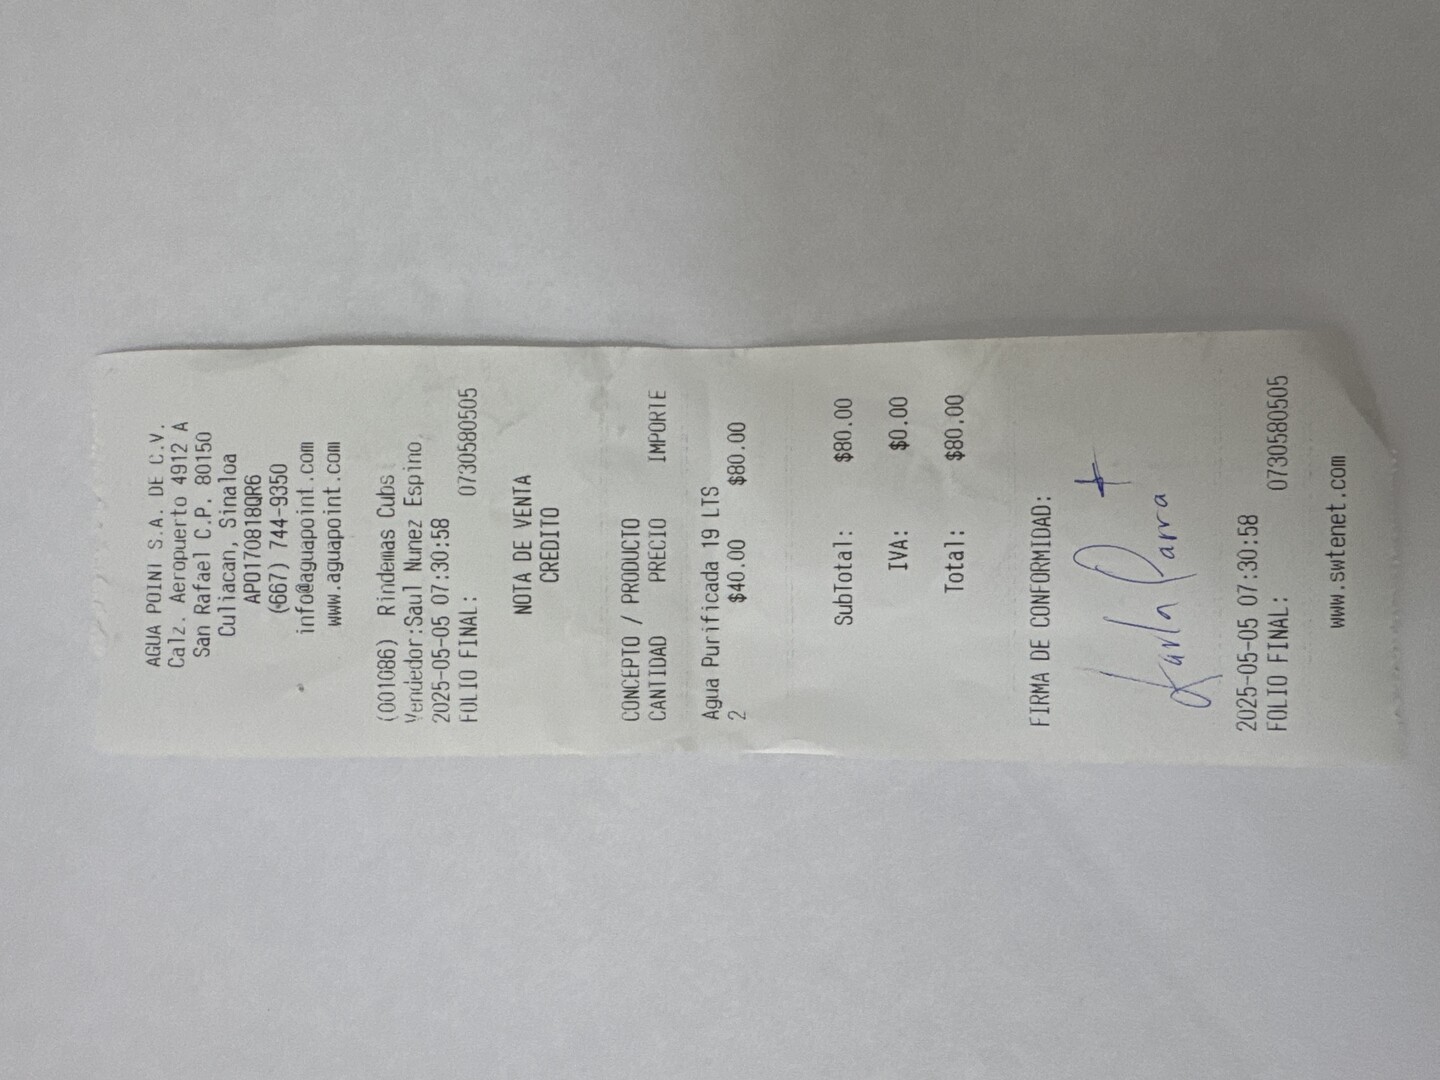 AGUA POINT S.A. DE C.V.
Calz. Aeropuerto 4912 A
San Rafael C.P. 80150
Culiacan, Sinaloa
APO170818QR6
(667) 744-9350
info@aguapoint.com
www.aguapoint.com
(001086) Rindemas Cubs
Vendedor:Saul Nunez Espino
2025-05-05 07:30:58
FOLIO FINAL: 0730580505
NOTA DE VENTA
CREDITO
CONCEPTO / PRODUCTO
CANTIDAD PRECIO IMPORTE
Agua Purificada 19 LTS
2 $40.00 $80.00
SubTotal: $80.00
IVA: $0.00
Total: $80.00
FIRMA DE CONFORMIDAD:
Karla Parra
2025-05-05 07:30:58
FOLIO FINAL: 0730580505
www.swtenet.com